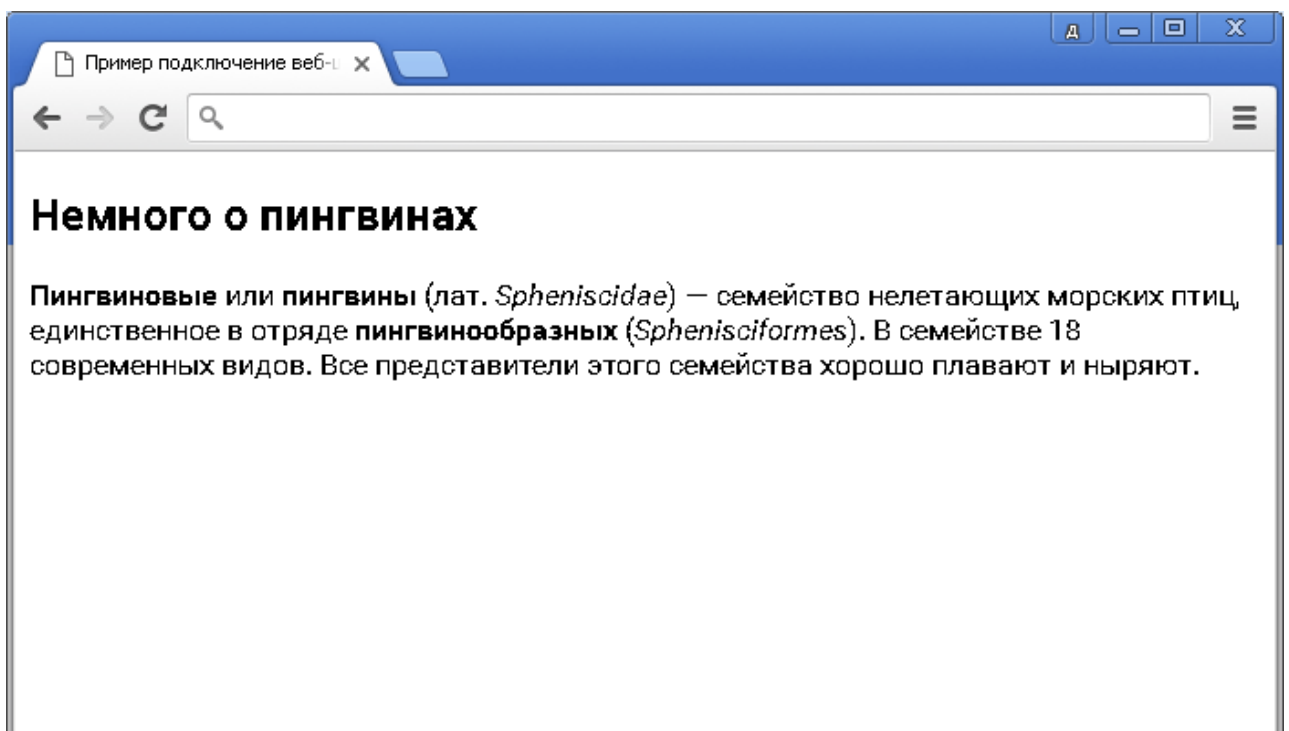 Д
Пример подключение веб-
Немного о пингвинах
Пингвиновые или пингвины (лат. Spheniscidae) — семейство нелетающих морских птиц,
единственное в отряде пингвинообразных (Sphenisciformes). В семействе 18
современных видов. Все представители этого семейства хорошо плавают и ныряют.